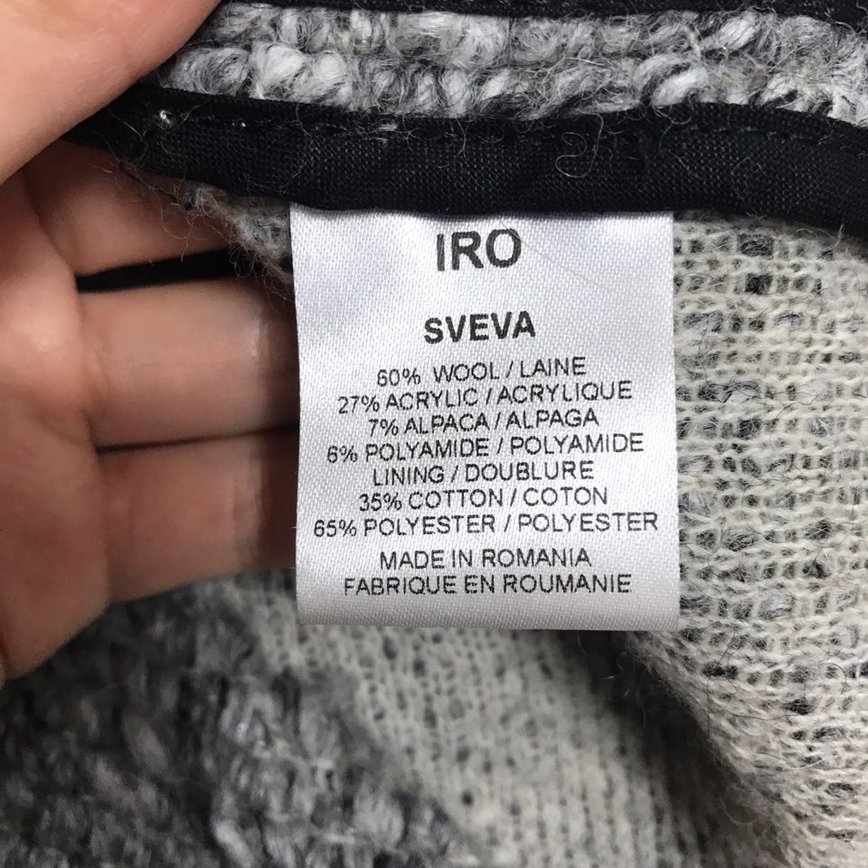 IRO
SVEVA
60% WOOL / LAINE
27% ACRYLIC / ACRYLIQUE
7% ALPACA / ALPAGA
6% POLYAMIDE / POLYAMIDE
LINING / DOUBLURE
35% COTTON / COTON
65% POLYESTER / POLYESTER
MADE IN ROMANIA
FABRIQUE EN ROUMANIE